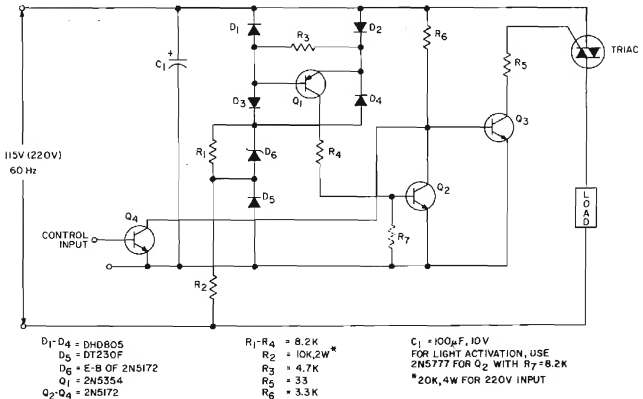 D1
D2
R3
R6
TRIAC
C1
+
Q1
R5
D3
D4
Q3
115V (220V)
60 Hz
R1
D6
R4
D5
Q2
LOAD
Q4
CONTROL
INPUT
R7
R2
D1-D4 = DHD805
D5 = DT230F
D6 = E-B OF 2N5172
Q1 = 2N5354
Q2-Q4 = 2N5172
R1-R4 = 8.2K
R2 = 10K,2W*
R3 = 4.7K
R5 = 33
R6 = 3.3K
C1 = 100μF, 10V
FOR LIGHT ACTIVATION, USE
2N5777 FOR Q2 WITH R7=8.2K
*20K,4W FOR 220V INPUT